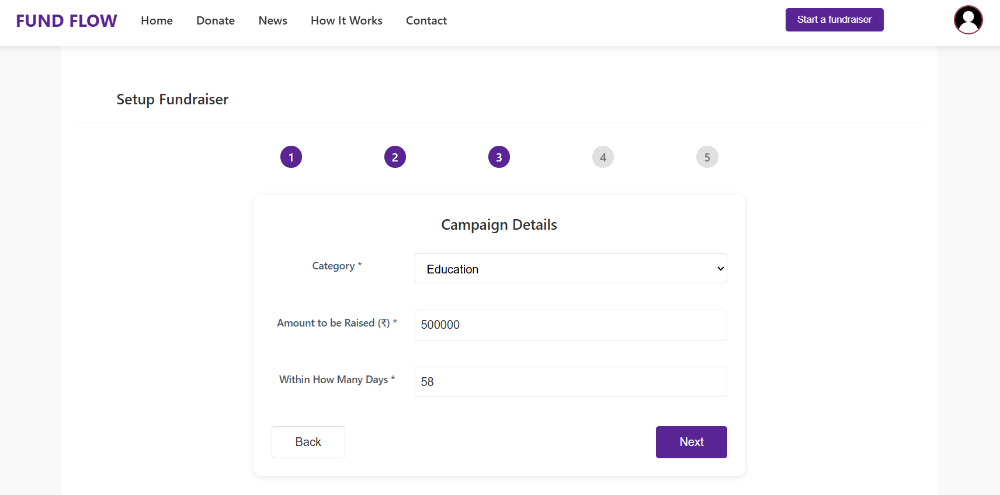 FUND FLOW Home Donate News How It Works Contact Start a fundraiser
Setup Fundraiser
1 2 3 4 5
Campaign Details
Category * Education
Amount to be Raised (₹) * 500000
Within How Many Days * 58
Back Next